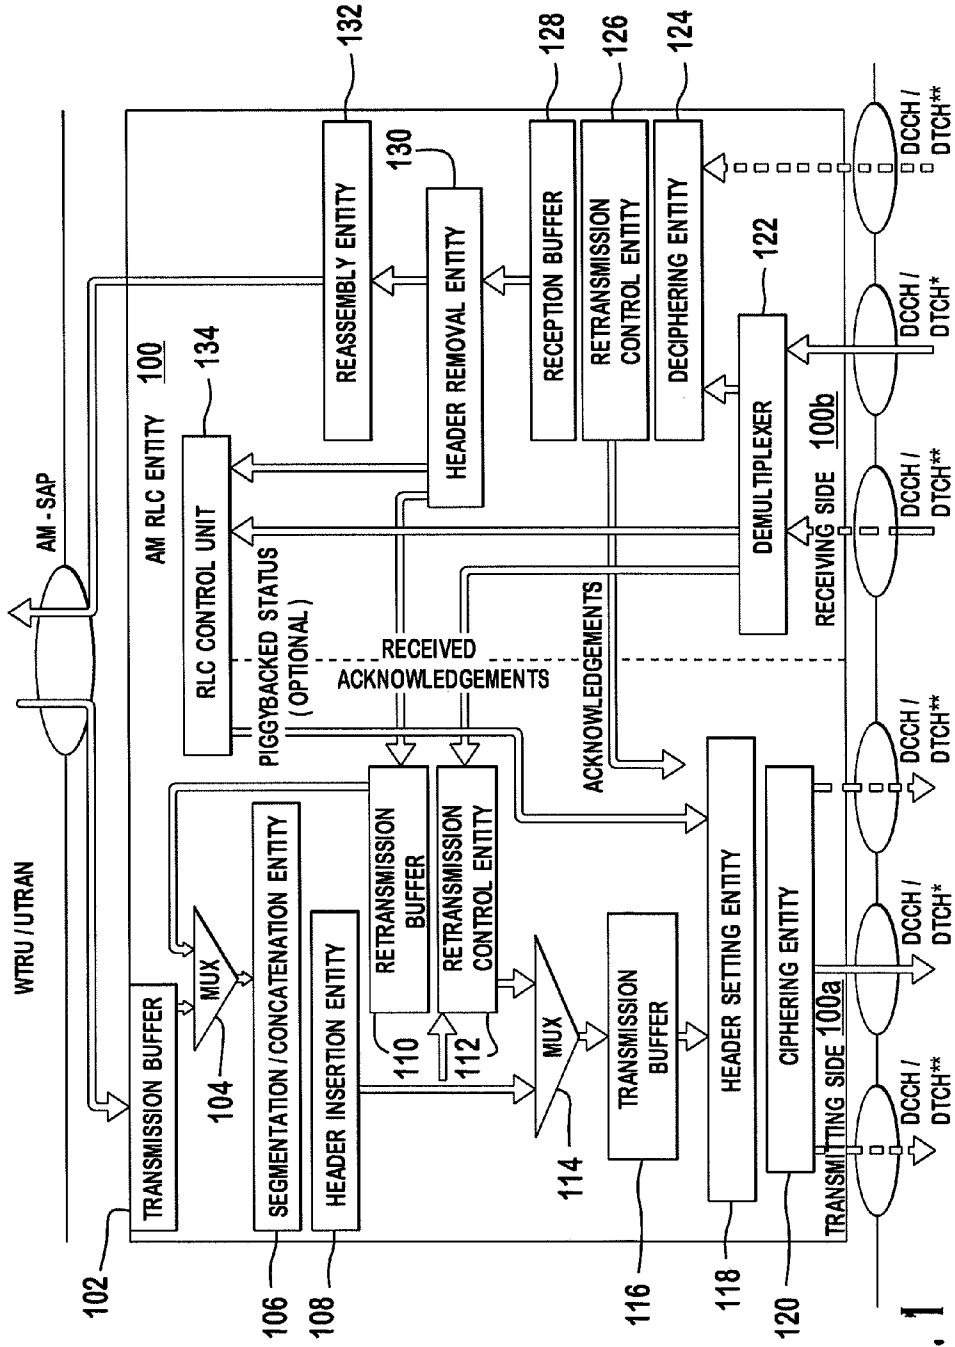 WTRU / UTRAN
AM - SAP
102
TRANSMISSION BUFFER
AM RLC ENTITY 100
134
RLC CONTROL UNIT
132
REASSEMBLY ENTITY
104
MUX
PIGGYBACKED STATUS
(OPTIONAL)
106
SEGMENTATION / CONCATENATION ENTITY
130
HEADER REMOVAL ENTITY
108
HEADER INSERTION ENTITY
RECEIVED
ACKNOWLEDGEMENTS
110
RETRANSMISSION
BUFFER
112
RETRANSMISSION
CONTROL ENTITY
128
RECEPTION BUFFER
126
RETRANSMISSION
CONTROL ENTITY
124
DECIPHERING ENTITY
114
MUX
ACKNOWLEDGEMENTS
116
TRANSMISSION
BUFFER
122
DEMULTIPLEXER
118
HEADER SETTING ENTITY
120
CIPHERING ENTITY
TRANSMITTING SIDE 100a
RECEIVING SIDE 100b
DCCH /
DTCH**
DCCH /
DTCH*
DCCH /
DTCH**
DCCH /
DTCH**
DCCH /
DTCH*
DCCH /
DTCH**
. 1